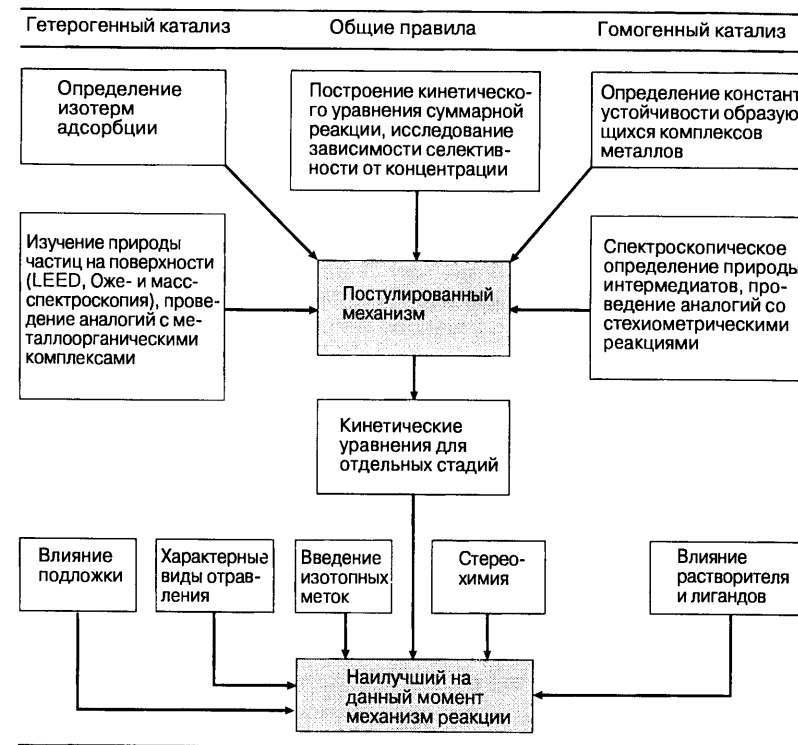 Гетерогенный катализ
Общие правила
Гомогенный катализ
Определение
изотерм
адсорбции
Построение кинетическо-
го уравнения суммарной
реакции, исследование
зависимости селектив-
ности от концентрации
Определение констант
устойчивости образую
щихся комплексов
металлов
Изучение природы
частиц на поверхности
(LEED, Оже- и масс-
спектроскопия), прове-
дение аналогий с ме-
таллоорганическими
комплексами
Постулированный
механизм
Спектроскопическое
определение природы
интермедиатов, про-
ведение аналогий со
стехиометрическими
реакциями
Кинетические
уравнения для
отдельных стадий
Влияние
подложки
Характерные
виды отрав-
ления
Введение
изотопных
меток
Стерео-
химия
Влияние
растворителя
и лигандов
Наилучший на
данный момент
механизм реакции